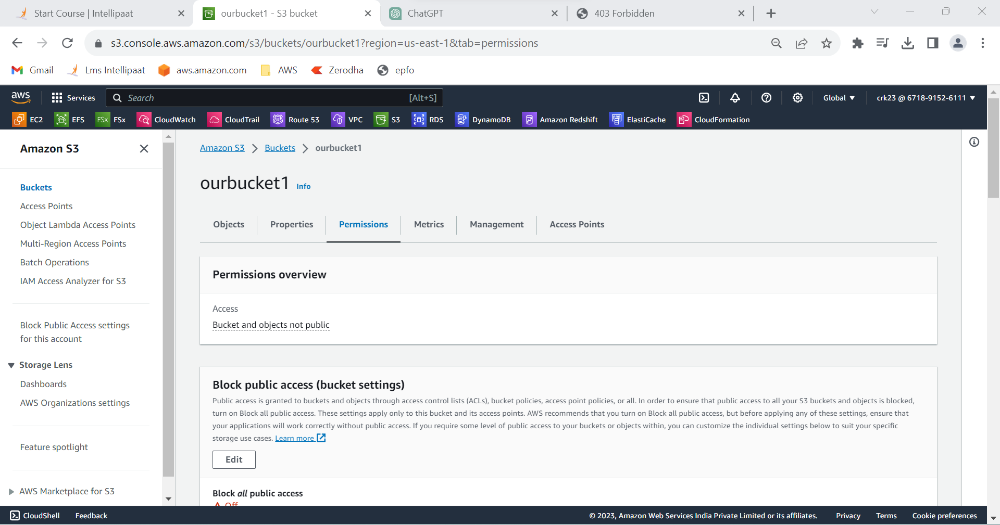 Start Course | Intellipaat
ourbucket1 - S3 bucket
ChatGPT
403 Forbidden
s3.console.aws.amazon.com/s3/buckets/ourbucket1?region=us-east-1&tab=permissions
Gmail
Lms Intellipaat
aws.amazon.com
AWS
Zerodha
epfo
aws
Services
Search
[Alt+S]
Global
crk23 @ 6718-9152-6111
EC2
EFS
FSx
FSx
CloudWatch
CloudTrail
Route 53
VPC
S3
RDS
DynamoDB
Amazon Redshift
ElastiCache
CloudFormation
Amazon S3
Buckets
Access Points
Object Lambda Access Points
Multi-Region Access Points
Batch Operations
IAM Access Analyzer for S3
Block Public Access settings
for this account
Storage Lens
Dashboards
AWS Organizations settings
Feature spotlight
AWS Marketplace for S3
Amazon S3 > Buckets > ourbucket1
ourbucket1 Info
Objects
Properties
Permissions
Metrics
Management
Access Points
Permissions overview
Access
Bucket and objects not public
Block public access (bucket settings)
Public access is granted to buckets and objects through access control lists (ACLs), bucket policies, access point policies, or all. In order to ensure that public access to all your S3 buckets and objects is blocked,
turn on Block all public access. These settings apply only to this bucket and its access points. AWS recommends that you turn on Block all public access, but before applying any of these settings, ensure that
your applications will work correctly without public access. If you require some level of public access to your buckets or objects within, you can customize the individual settings below to suit your specific
storage use cases. Learn more
Edit
Block all public access
Off
CloudShell
Feedback
© 2023, Amazon Web Services India Private Limited or its affiliates.
Privacy
Terms
Cookie preferences